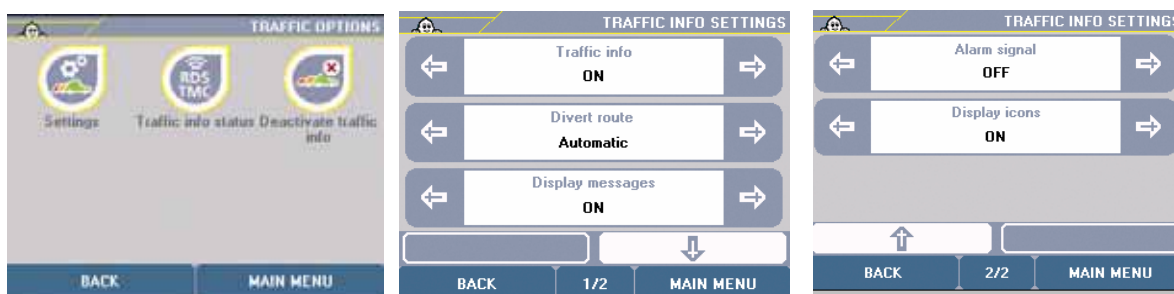 TRAFFIC OPTIONS
RDS
TMC
Settings
Traffic info status
Deactivate traffic
info
BACK
MAIN MENU
TRAFFIC INFO SETTINGS
Traffic info
ON
Divert route
Automatic
Display messages
ON
BACK
1/2
MAIN MENU
TRAFFIC INFO SETTINGS
Alarm signal
OFF
Display icons
ON
BACK
2/2
MAIN MENU